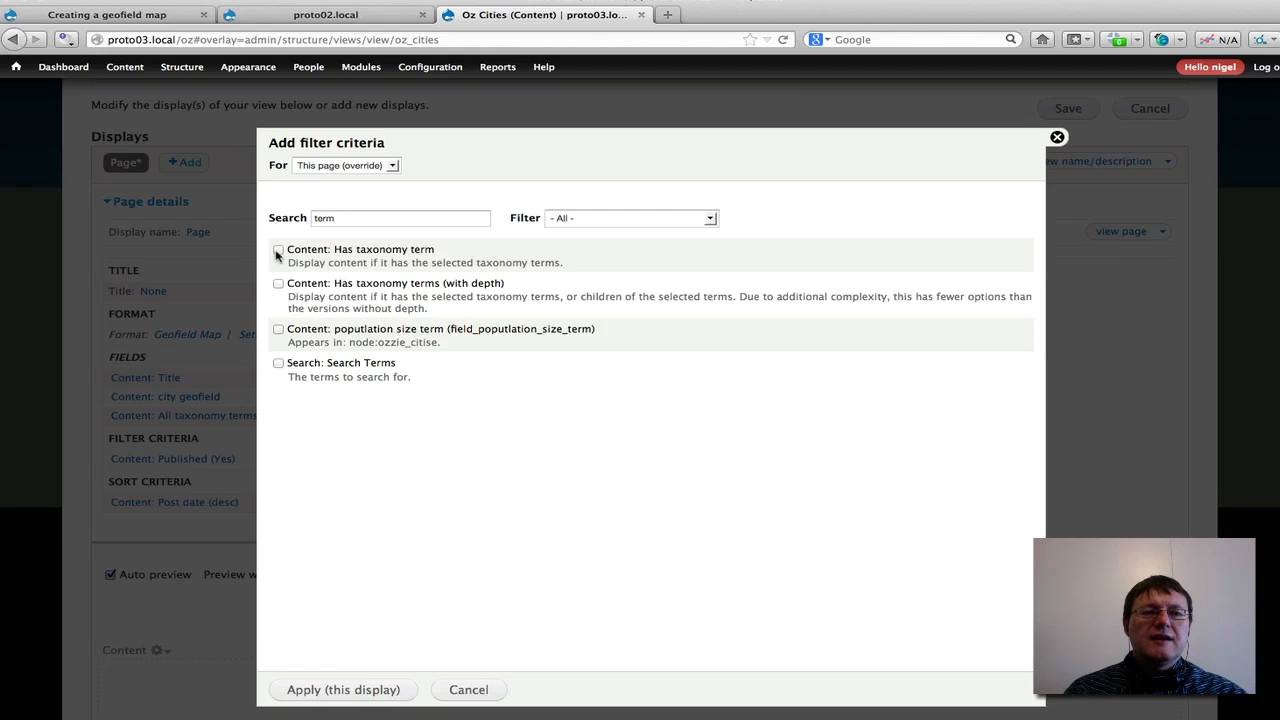 Creating a geofield map
proto02.local
Oz Cities (Content) | proto03.lo...
proto03.local/oz#overlay=admin/structure/views/view/oz_cities
Google
N/A
Dashboard Content Structure Appearance People Modules Configuration Reports Help
Hello nigel Log o
Modify the display(s) of your view below or add new displays.
Save Cancel
Displays
Page* + Add
ew name/description
Page details
Display name: Page
view page
TITLE
Title: None
FORMAT
Format: Geofield Map | Set
FIELDS
Content: Title
Content: city geofield
Content: All taxonomy terms
FILTER CRITERIA
Content: Published (Yes)
SORT CRITERIA
Content: Post date (desc)
Auto preview Preview w
Content
Add filter criteria
For This page (override)
Search term Filter - All -
Content: Has taxonomy term
Display content if it has the selected taxonomy terms.
Content: Has taxonomy terms (with depth)
Display content if it has the selected taxonomy terms, or children of the selected terms. Due to additional complexity, this has fewer options than
the versions without depth.
Content: poputlation size term (field_poputlation_size_term)
Appears in: node:ozzie_citise.
Search: Search Terms
The terms to search for.
Apply (this display) Cancel